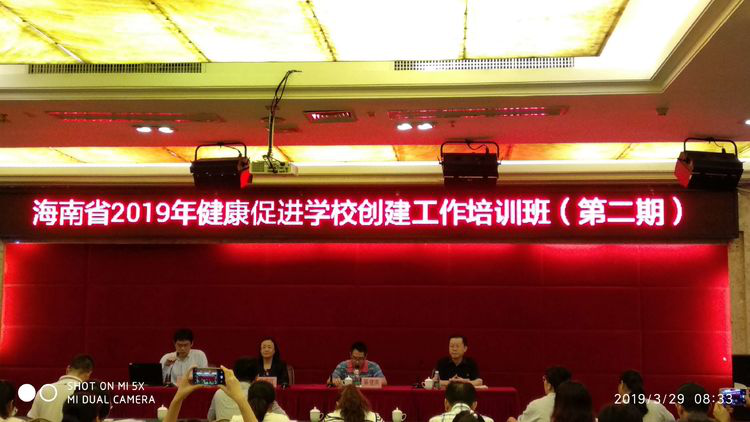 海南省2019年健康促进学校创建工作培训班（第二期）
SHOT ON MI 5X
MI DUAL CAMERA
2019/3/29 08:33